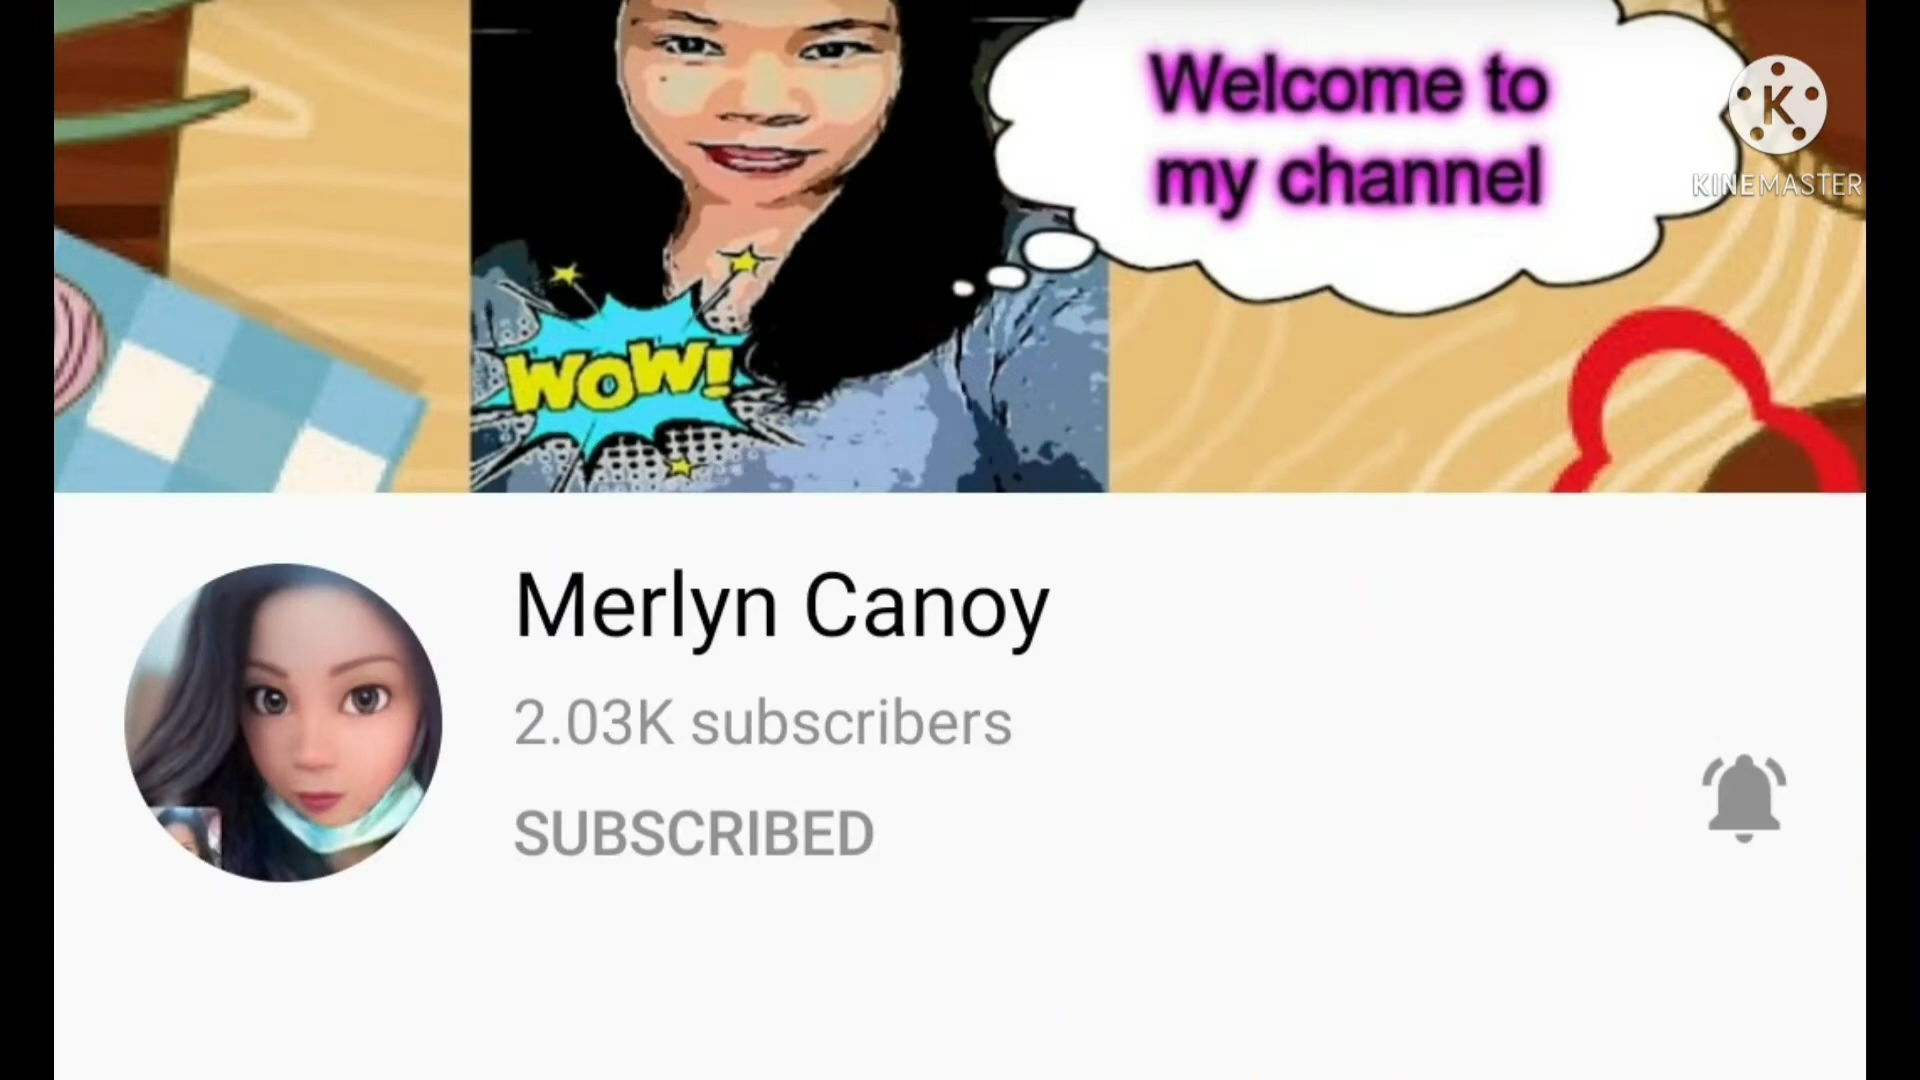 Welcome to
my channel
K
KINEMASTER
WOW!
Merlyn Canoy
2.03K subscribers
SUBSCRIBED